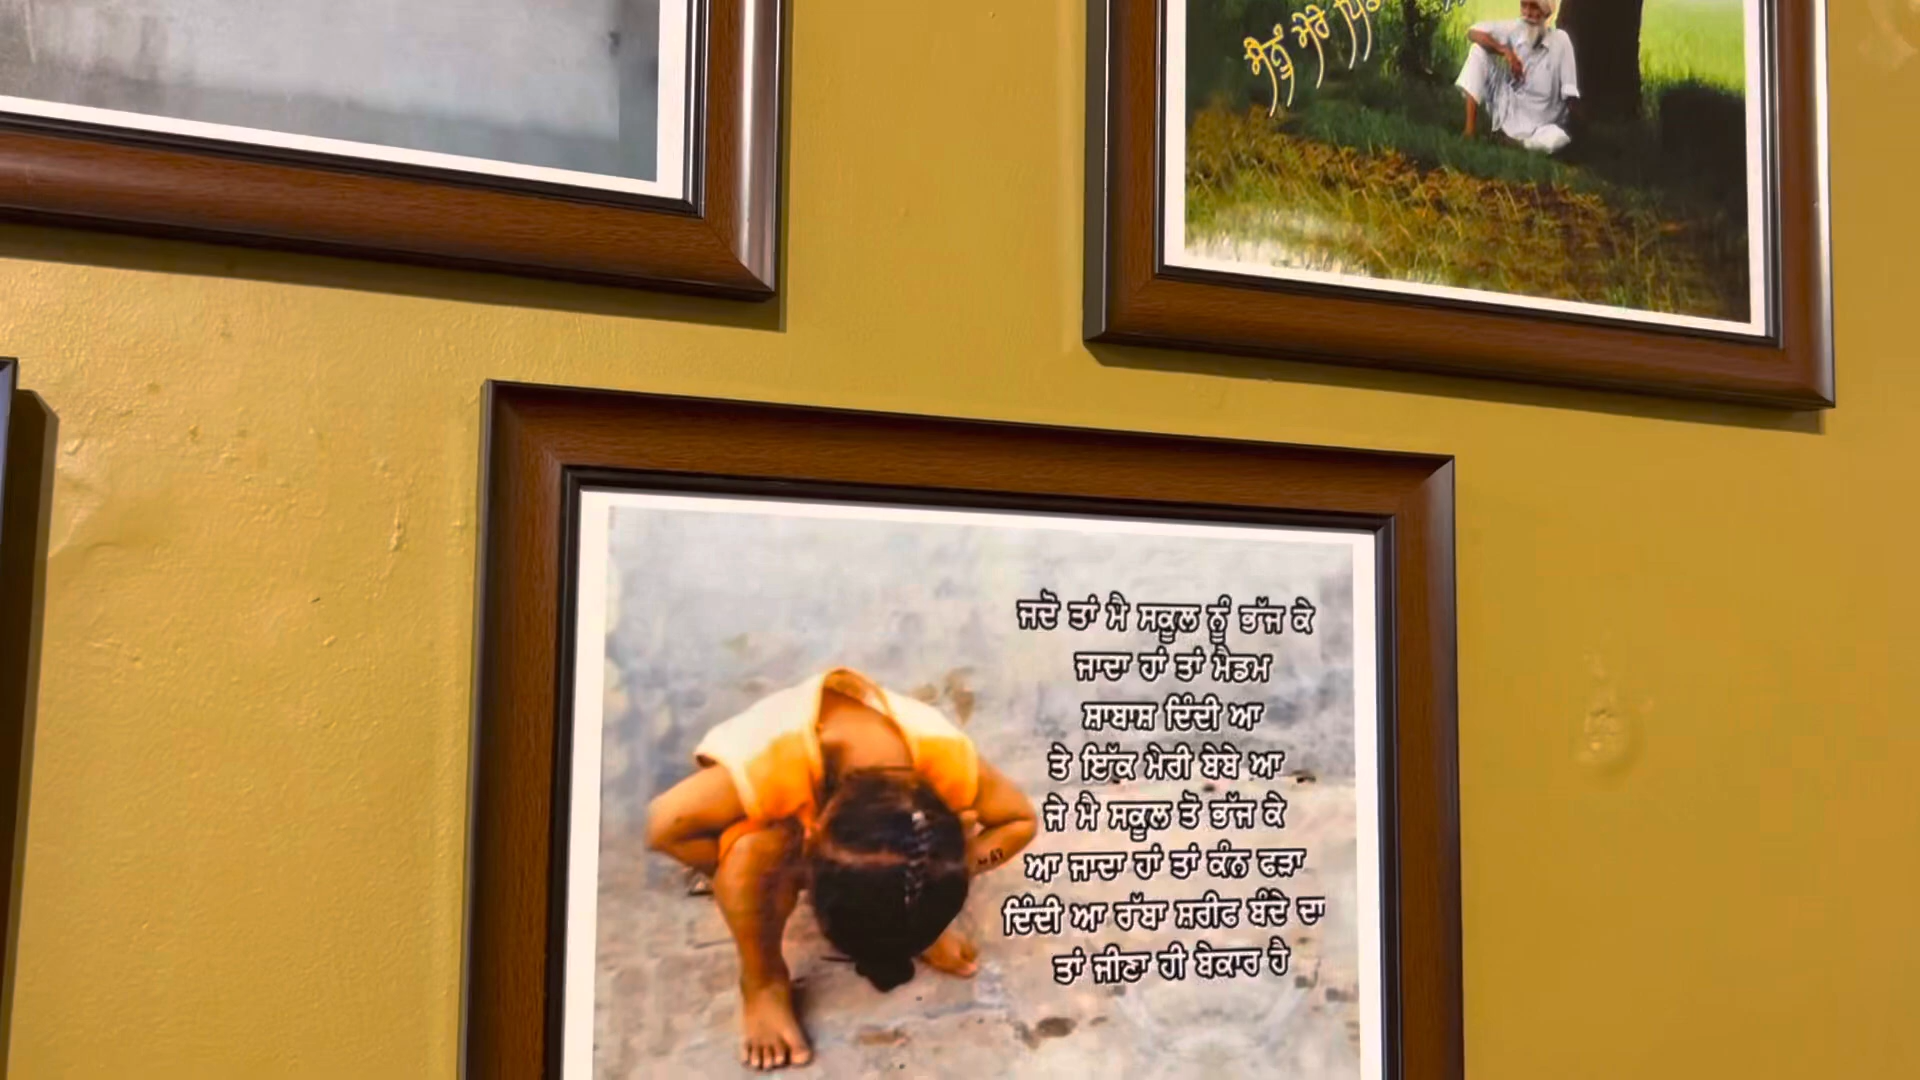 ਮੈਨੂੰ ਮੇਰੇ
ਜਦੋ ਤਾਂ ਮੈ ਸਕੂਲ ਨੂੰ ਭੱਜ ਕੇ
ਜਾਦਾ ਹਾਂ ਤਾਂ ਮੈਡਮ
ਸ਼ਾਬਾਸ਼ ਦਿੰਦੀ ਆ
ਤੇ ਇੱਕ ਮੇਰੀ ਬੇਬੇ ਆ
ਜੇ ਮੈ ਸਕੂਲ ਤੋ ਭੱਜ ਕੇ
ਆ ਜਾਦਾ ਹਾਂ ਤਾਂ ਕੰਨ ਫੜਾ
ਦਿੰਦੀ ਆ ਰੱਬਾ ਸ਼ਰੀਫ ਬੰਦੇ ਦਾ
ਤਾਂ ਜੀਣਾ ਹੀ ਬੇਕਾਰ ਹੈ